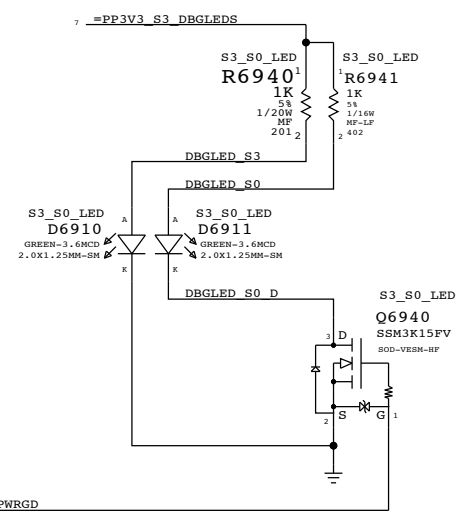 7 =PP3V3_S3_DBGLEDS
S3_S0_LED
R6940
1
1K
5%
1/20W
MF
201
2
S3_S0_LED
1
R6941
1K
5%
1/16W
MF-LF
402
2
DBGLED_S3
DBGLED_S0
S3_S0_LED
D6910
GREEN-3.6MCD
2.0X1.25MM-SM
A
K
S3_S0_LED
D6911
GREEN-3.6MCD
2.0X1.25MM-SM
A
K
DBGLED_S0_D
S3_S0_LED
Q6940
SSM3K15FV
SOD-VESM-HF
3 D
S G 1
2
PWRGD